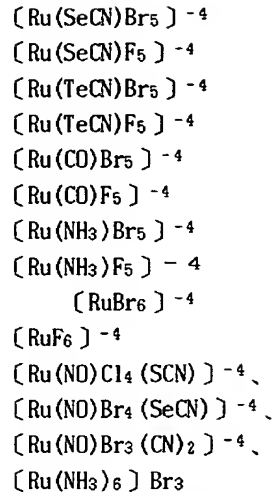 〔Ru(SeCN)Br₅〕⁻⁴
〔Ru(SeCN)F₅〕⁻⁴
〔Ru(TeCN)Br₅〕⁻⁴
〔Ru(TeCN)F₅〕⁻⁴
〔Ru(CO)Br₅〕⁻⁴
〔Ru(CO)F₅〕⁻⁴
〔Ru(NH₃)Br₅〕⁻⁴
〔Ru(NH₃)F₅〕− 4
〔RuBr₆〕⁻⁴
〔RuF₆〕⁻⁴
〔Ru(NO)Cl₄(SCN)〕⁻⁴、
〔Ru(NO)Br₄(SeCN)〕⁻⁴、
〔Ru(NO)Br₃(CN)₂〕⁻⁴、
〔Ru(NH₃)₆〕Br₃